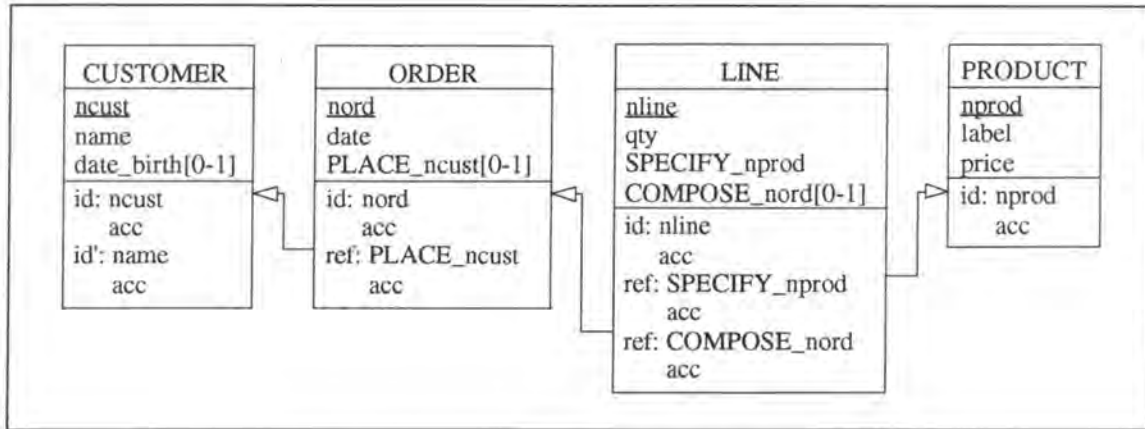 CUSTOMER
ncust
name
date_birth[0-1]
id: ncust
acc
id': name
acc
ORDER
nord
date
PLACE_ncust[0-1]
id: nord
acc
ref: PLACE_ncust
acc
LINE
nline
qty
SPECIFY_nprod
COMPOSE_nord[0-1]
id: nline
acc
ref: SPECIFY_nprod
acc
ref: COMPOSE_nord
acc
PRODUCT
nprod
label
price
id: nprod
acc